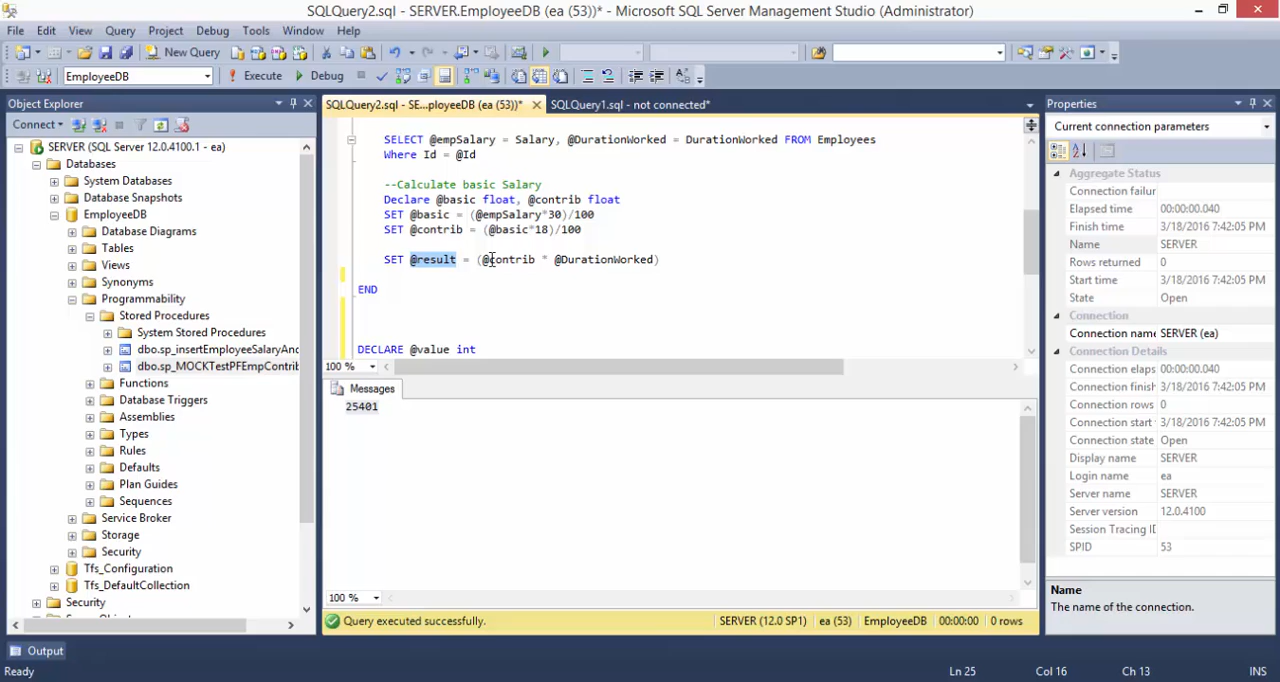 SQLQuery2.sql - SERVER.EmployeeDB (ea (53))* - Microsoft SQL Server Management Studio (Administrator)
File Edit View Query Project Debug Tools Window Help
New Query
EmployeeDB
Execute
Debug
Object Explorer
Connect
SERVER (SQL Server 12.0.4100.1 - ea)
Databases
System Databases
Database Snapshots
EmployeeDB
Database Diagrams
Tables
Views
Synonyms
Programmability
Stored Procedures
System Stored Procedures
dbo.sp_insertEmployeeSalaryAn
dbo.sp_MOCKTestPFEmpContrib
Functions
Database Triggers
Assemblies
Types
Rules
Defaults
Plan Guides
Sequences
Service Broker
Storage
Security
Tfs_Configuration
Tfs_DefaultCollection
Security
SQLQuery2.sql - SE...ployeeDB (ea (53))*
SQLQuery1.sql - not connected*
SELECT @empSalary = Salary, @DurationWorked = DurationWorked FROM Employees
Where Id = @Id
--Calculate basic Salary
Declare @basic float, @contrib float
SET @basic = (@empSalary*30)/100
SET @contrib = (@basic*18)/100
SET @result = (@contrib * @DurationWorked)
END
DECLARE @value int
100 %
Messages
25401
100 %
Query executed successfully.
SERVER (12.0 SP1)
ea (53)
EmployeeDB
00:00:00
0 rows
Properties
Current connection parameters
Aggregate Status
Connection failur
Elapsed time 00:00:00.040
Finish time 3/18/2016 7:42:05 PM
Name SERVER
Rows returned 0
Start time 3/18/2016 7:42:05 PM
State Open
Connection
Connection name SERVER (ea)
Connection Details
Connection elaps 00:00:00.040
Connection finish 3/18/2016 7:42:05 PM
Connection rows 0
Connection start 3/18/2016 7:42:05 PM
Connection state Open
Display name SERVER
Login name ea
Server name SERVER
Server version 12.0.4100
Session Tracing ID
SPID 53
Name
The name of the connection.
Output
Ready
Ln 25
Col 16
Ch 13
INS